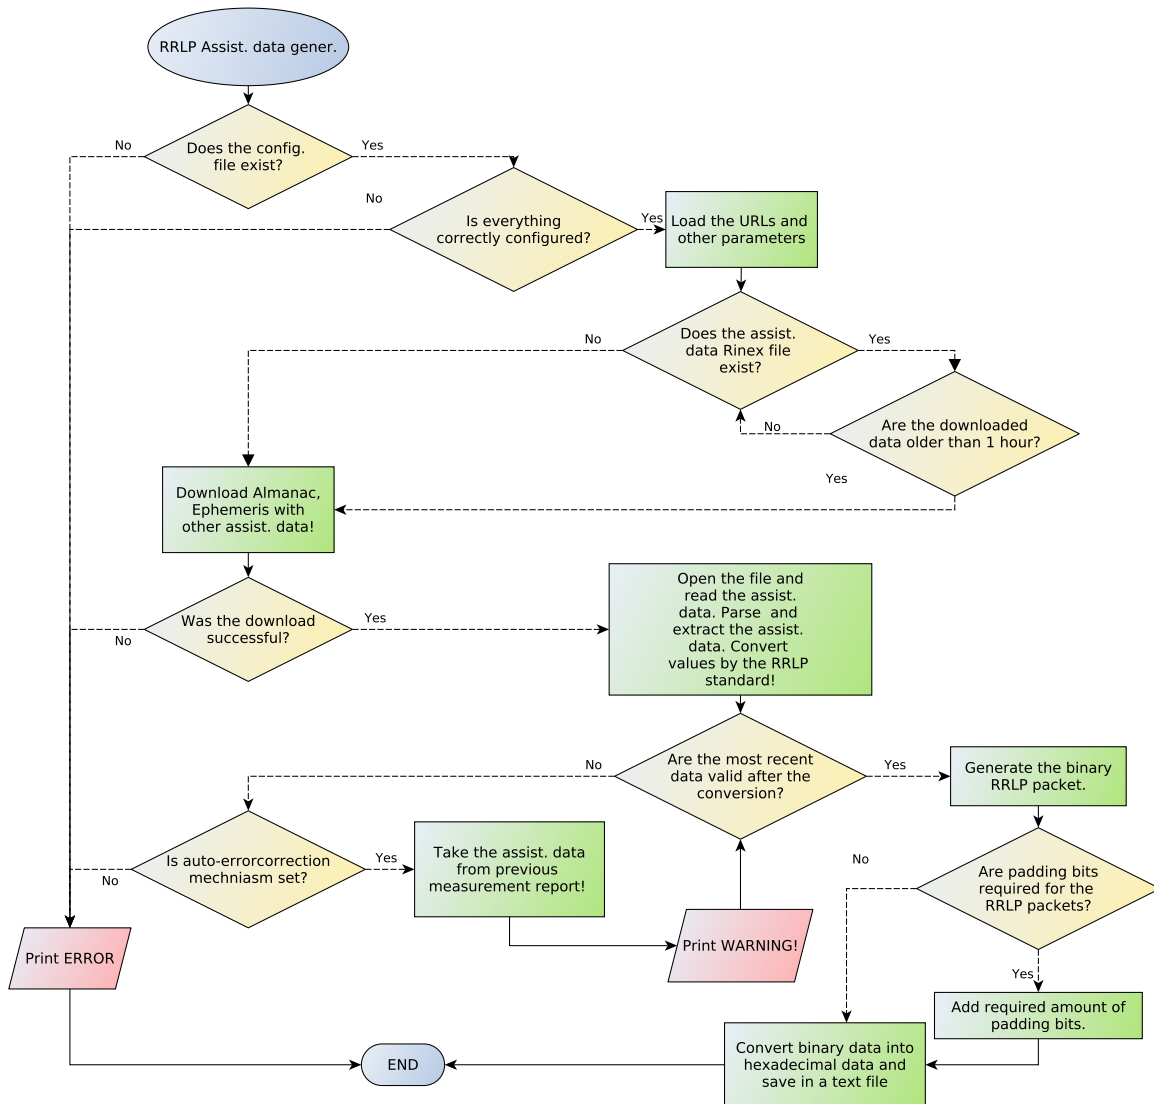 RRLP Assist. data gener.
No
Does the config.
file exist?
Yes
No
Is everything
correctly configured?
Yes
Load the URLs and
other parameters
No
Does the assist.
data Rinex file
exist?
Yes
No
Are the downloaded
data older than 1 hour?
Yes
Download Almanac,
Ephemeris with
other assist. data!
Was the download
successful?
Yes
No
Open the file and
read the assist.
data. Parse  and
extract the assist.
data. Convert
values by the RRLP
standard!
No
Are the most recent
data valid after the
conversion?
Yes
Generate the binary
RRLP packet.
Is auto-errorcorrection
mechniasm set?
Yes
No
Take the assist. data
from previous
measurement report!
No
Are padding bits
required for the
RRLP packets?
Yes
Print ERROR
Print WARNING!
Add required amount of
padding bits.
END
Convert binary data into
hexadecimal data and
save in a text file